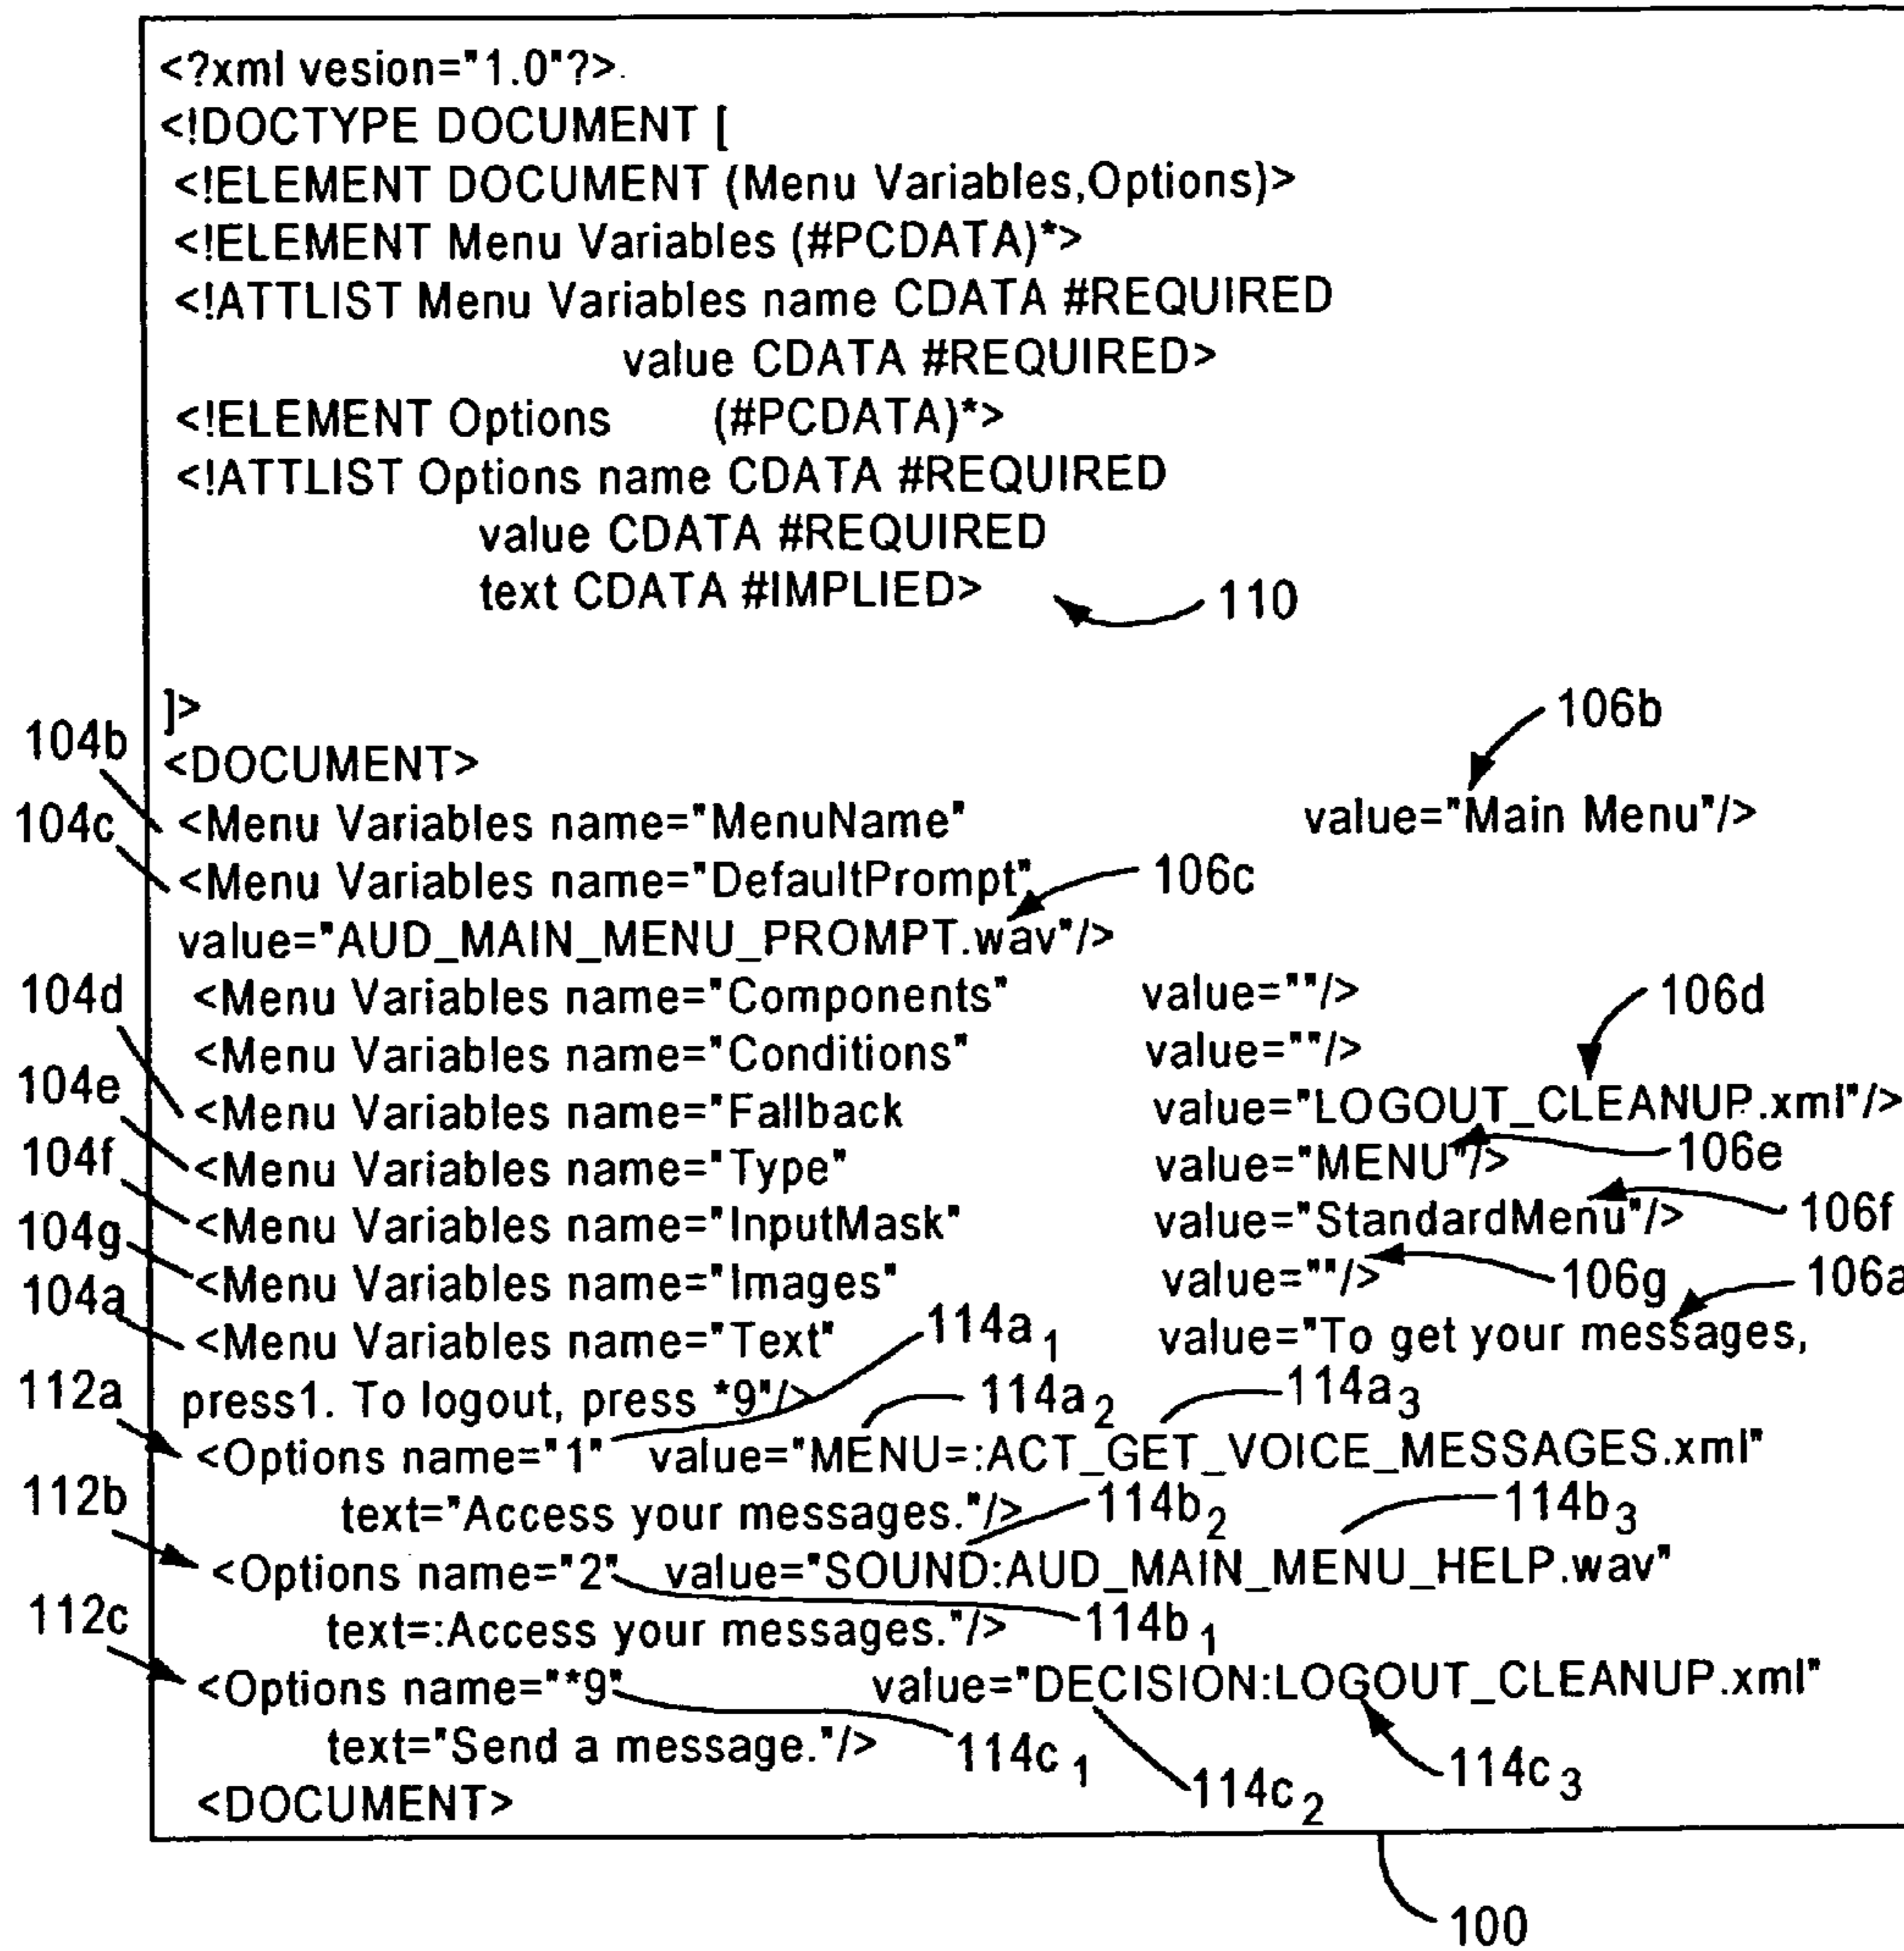 <?xml vesion="1.0"?>
<!DOCTYPE DOCUMENT [
<!ELEMENT DOCUMENT (Menu Variables,Options)>
<!ELEMENT Menu Variables (#PCDATA)*>
<!ATTLIST Menu Variables name CDATA #REQUIRED
value CDATA #REQUIRED>
<!ELEMENT Options (#PCDATA)*>
<!ATTLIST Options name CDATA #REQUIRED
value CDATA #REQUIRED
text CDATA #IMPLIED> 110
]> 106b
104b <DOCUMENT>
104c <Menu Variables name="MenuName" value="Main Menu"/>
<Menu Variables name="DefaultPrompt" 106c
value="AUD_MAIN_MENU_PROMPT.wav"/>
104d <Menu Variables name="Components" value=""/> 106d
<Menu Variables name="Conditions" value=""/>
104e <Menu Variables name="Fallback value="LOGOUT_CLEANUP.xml"/>
104f <Menu Variables name="Type" value="MENU"/> 106e
104g <Menu Variables name="InputMask" value="StandardMenu"/> 106f
<Menu Variables name="Images" value=""/> 106g 106a
104a <Menu Variables name="Text" 114a1 value="To get your messages,
112a press1. To logout, press *9"/> 114a2 114a3
<Options name="1" value="MENU=:ACT_GET_VOICE_MESSAGES.xml"
112b text="Access your messages."/> 114b2 114b3
<Options name="2" value="SOUND:AUD_MAIN_MENU_HELP.wav"
112c text=:Access your messages."/> 114b1
<Options name="*9" value="DECISION:LOGOUT_CLEANUP.xml"
text="Send a message."/> 114c1 114c2 114c3
<DOCUMENT>
100